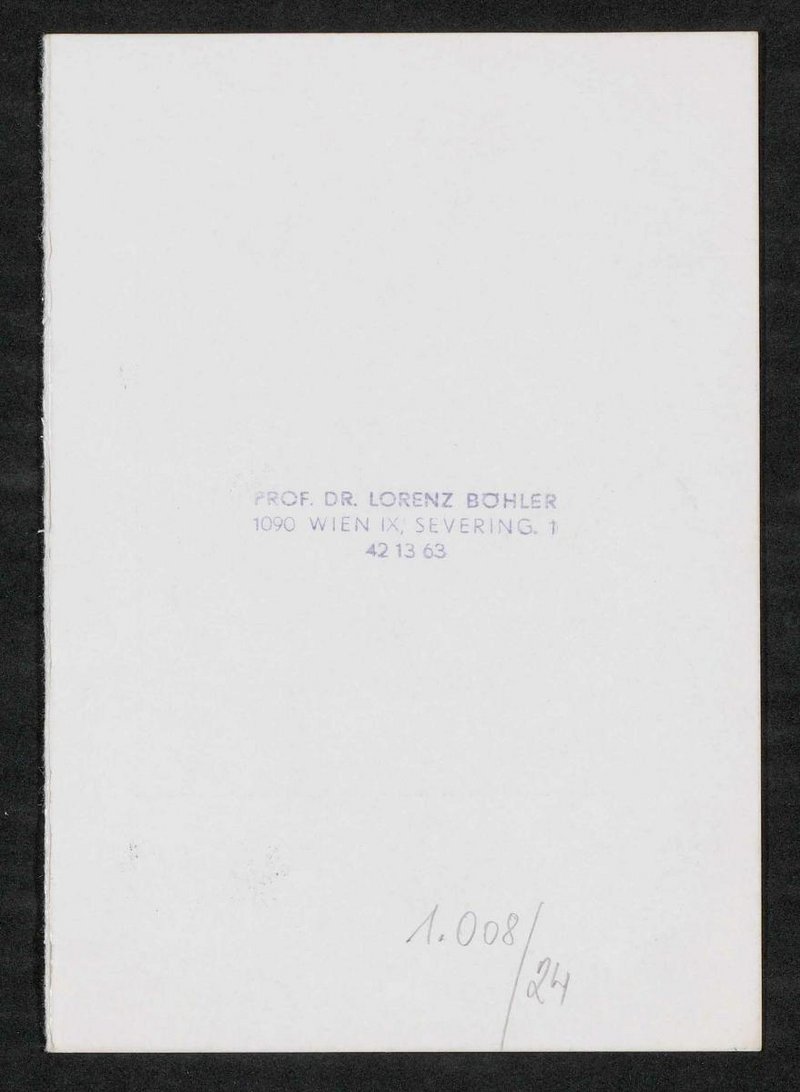 PROF. DR. LORENZ BÖHLER
1090 WIEN IX, SEVERING. 1
42 13 63
1.008/24